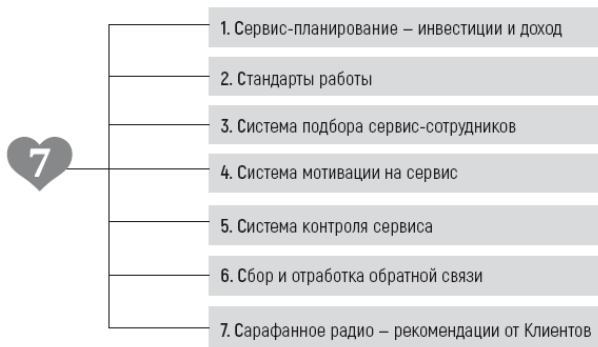 1. Сервис-планирование – инвестиции и доход
2. Стандарты работы
3. Система подбора сервис-сотрудников
7
4. Система мотивации на сервис
5. Система контроля сервиса
6. Сбор и отработка обратной связи
7. Сарафанное радио – рекомендации от Клиентов